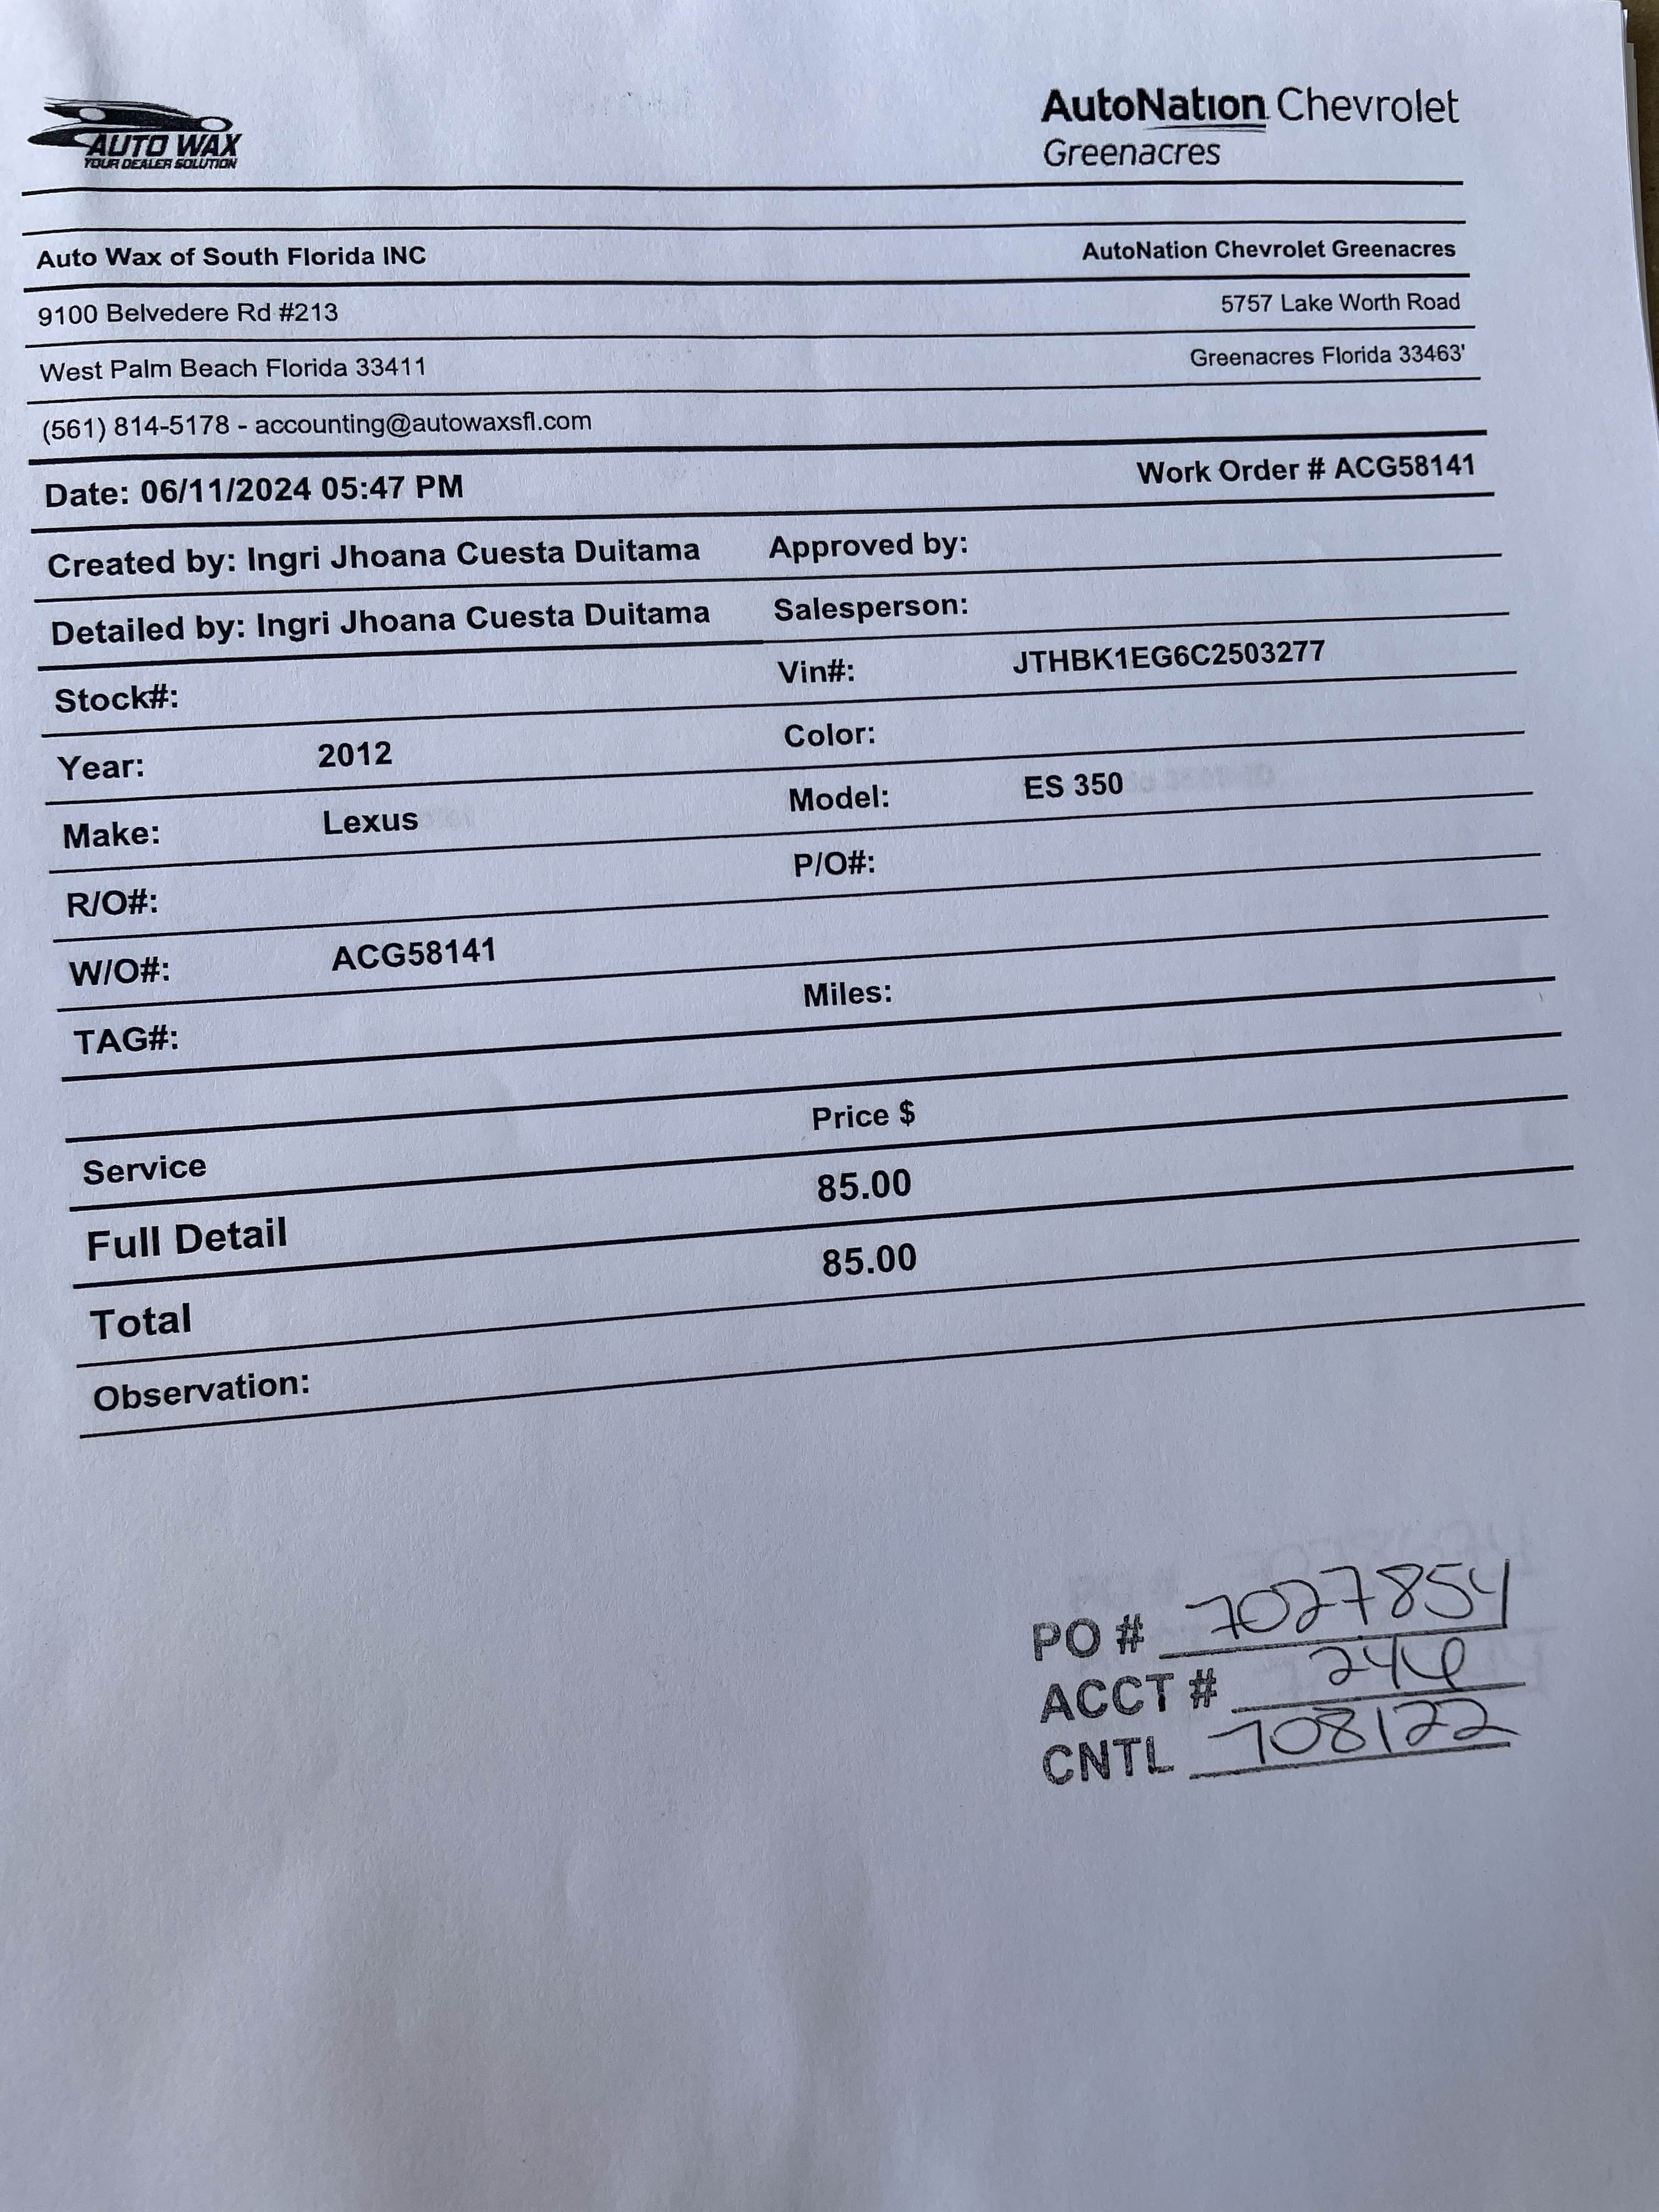 AUTO WAX
YOUR DEALER SOLUTION
AutoNation Chevrolet
Greenacres
Auto Wax of South Florida INC AutoNation Chevrolet Greenacres
9100 Belvedere Rd #213 5757 Lake Worth Road
West Palm Beach Florida 33411 Greenacres Florida 33463'
(561) 814-5178 - accounting@autowaxsfl.com
Date: 06/11/2024 05:47 PM Work Order # ACG58141
Created by: Ingri Jhoana Cuesta Duitama Approved by:
Detailed by: Ingri Jhoana Cuesta Duitama Salesperson:
Stock#: Vin#: JTHBK1EG6C2503277
Year: 2012 Color:
Make: Lexus Model: ES 350
R/O#: P/O#:
W/O#: ACG58141
TAG#: Miles:
Service Price $
Full Detail 85.00
Total 85.00
Observation:
PO # 7027854
ACCT #
CNTL 708122